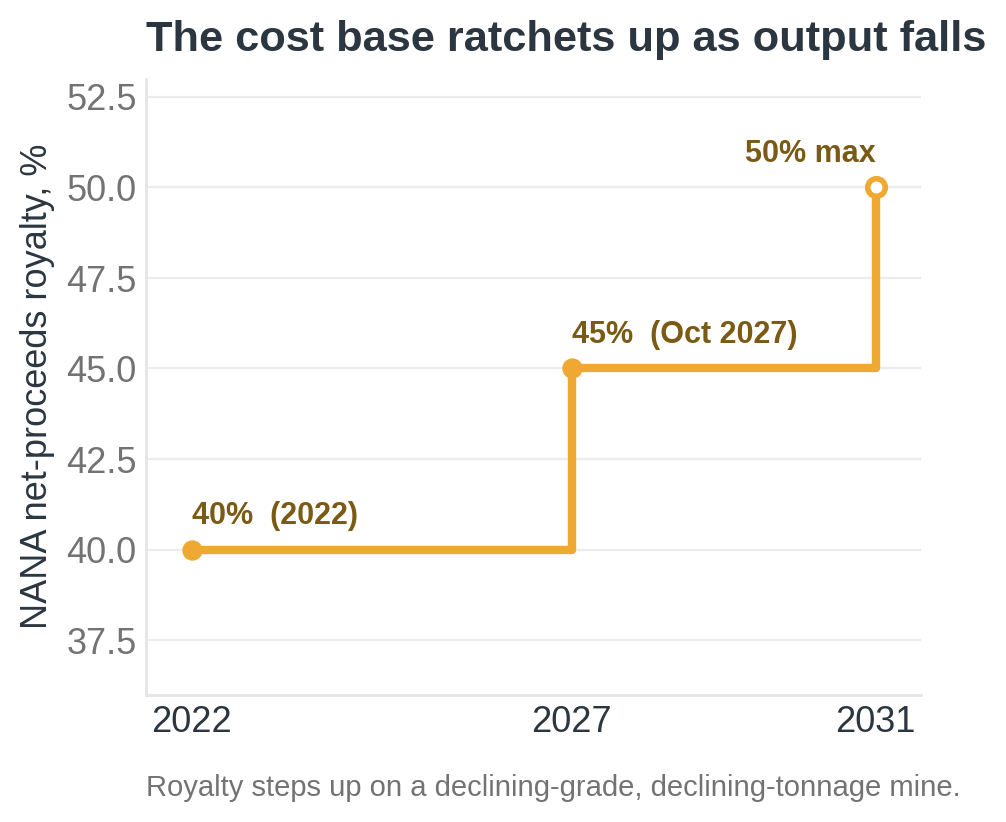 The cost base ratchets up as output falls
NANA net-proceeds royalty, %
52.5
50.0
47.5
45.0
42.5
40.0
37.5
50% max
45% (Oct 2027)
40% (2022)
2022
2027
2031
Royalty steps up on a declining-grade, declining-tonnage mine.